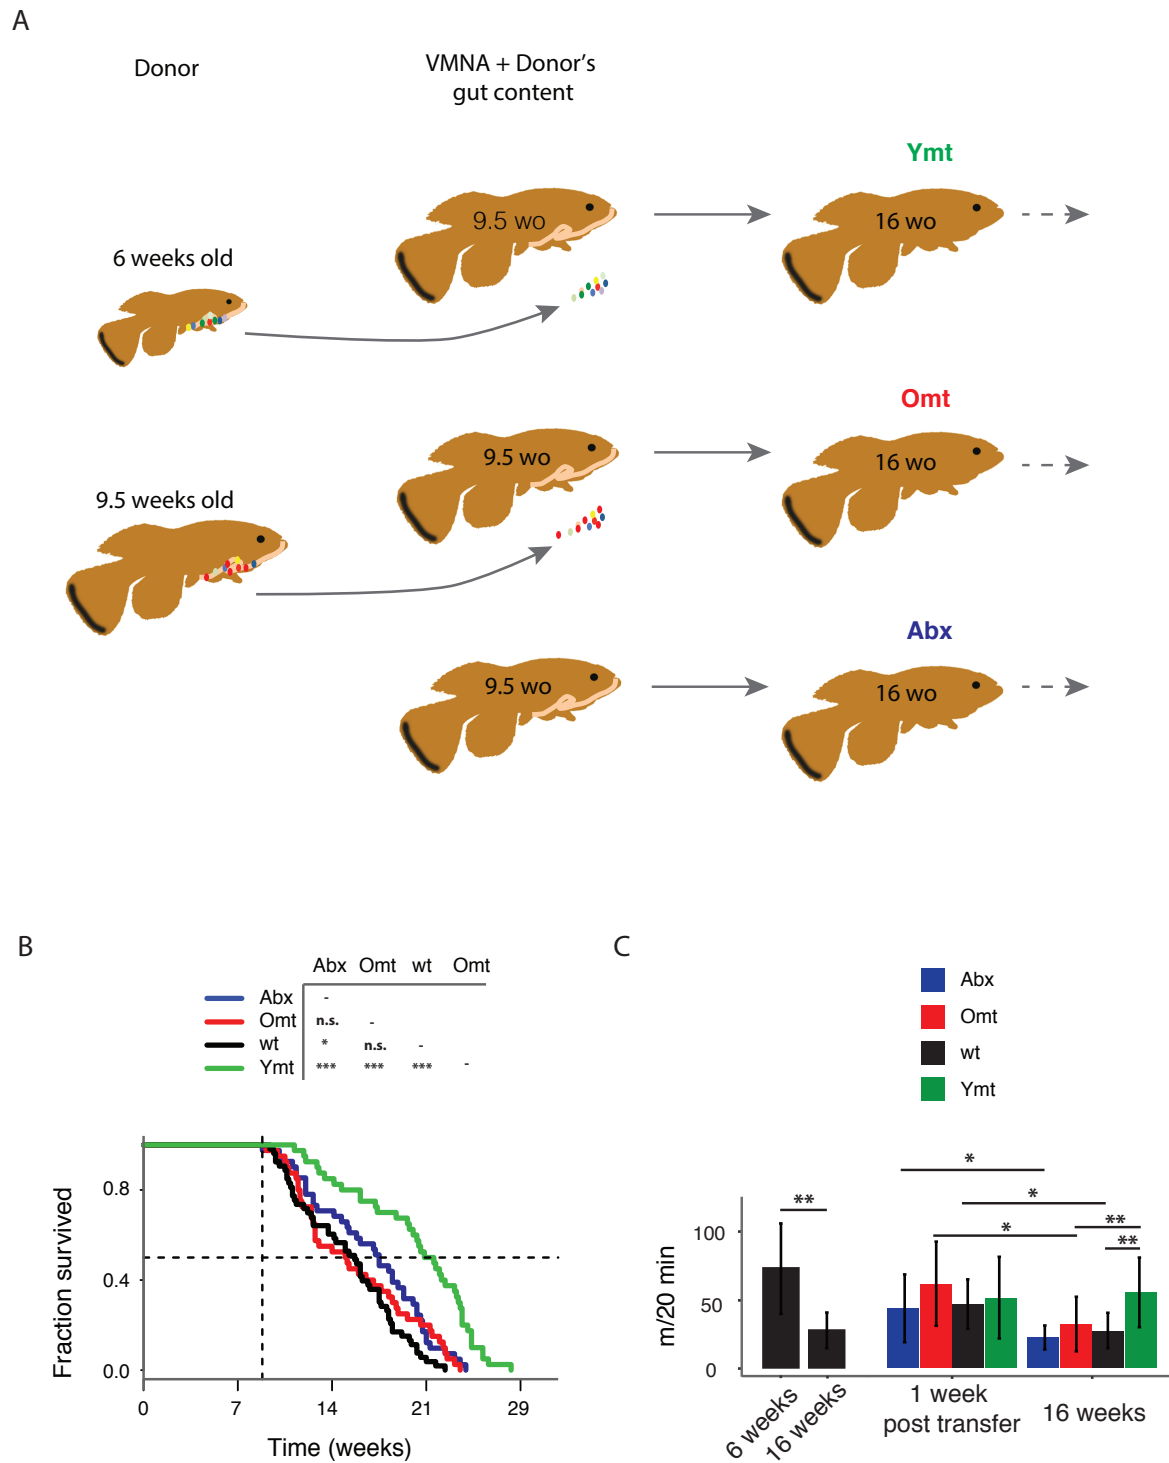 A
Donor
VMNA + Donor's
gut content
Ymt
9.5 wo
16 wo
6 weeks old
Omt
9.5 wo
16 wo
9.5 weeks old
Abx
9.5 wo
16 wo
B
Abx Omt wt Omt
Abx -
Omt n.s. -
wt * n.s. -
Ymt *** *** *** -
Fraction survived
0.8
0.4
0.0
0 7 14 21 29
Time (weeks)
C
Abx
Omt
wt
Ymt
* 
** * **
* **
m/20 min
100
50
0
6 weeks
16 weeks
1 week
post transfer
16 weeks